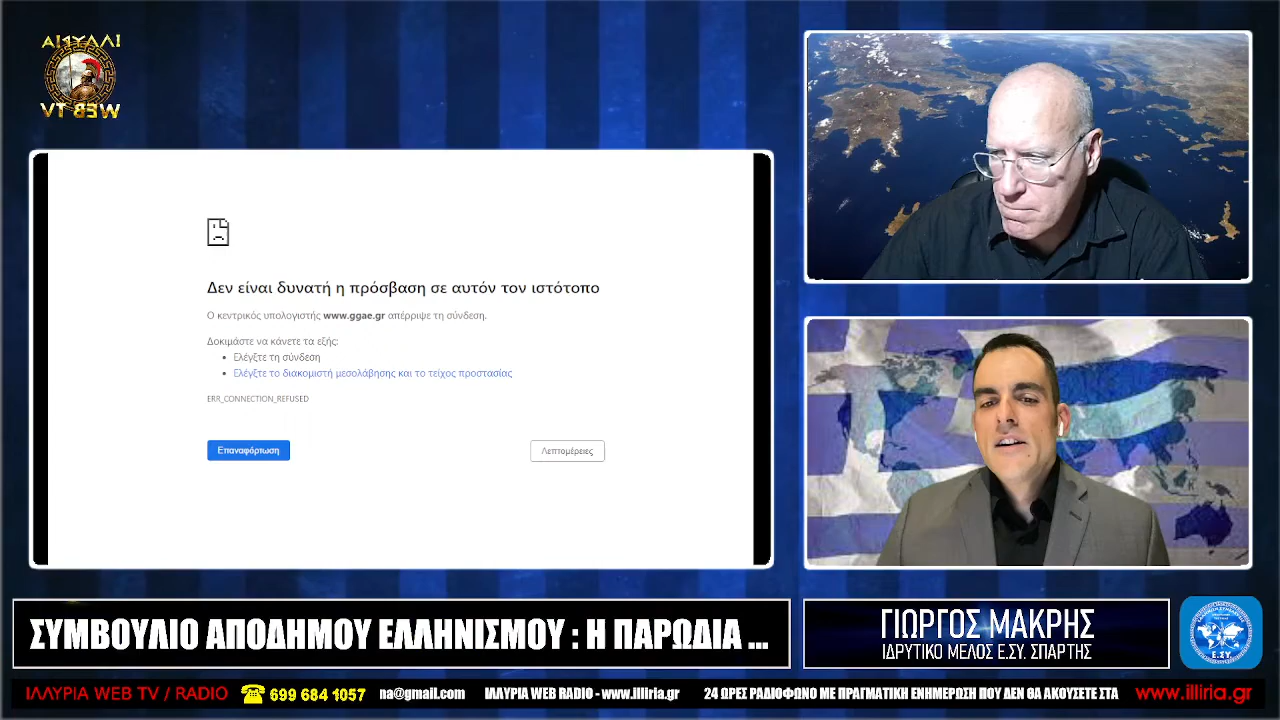 ΙΛΛΥΡΙΑ
WEB TV
Δεν είναι δυνατή η πρόσβαση σε αυτόν τον ιστότοπο
Ο κεντρικός υπολογιστής www.ggae.gr απέρριψε τη σύνδεση.
Δοκιμάστε να κάνετε τα εξής:
• Ελέγξτε τη σύνδεση
• Ελέγξτε το διακομιστή μεσολάβησης και το τείχος προστασίας
ERR_CONNECTION_REFUSED
Επαναφόρτωση
Λεπτομέρειες
ΣΥΜΒΟΥΛΙΟ ΑΠΟΔΗΜΟΥ ΕΛΛΗΝΙΣΜΟΥ : Η ΠΑΡΩΔΙΑ ...
ΓΙΩΡΓΟΣ ΜΑΚΡΗΣ
ΙΔΡΥΤΙΚΟ ΜΕΛΟΣ Ε.ΣΥ. ΣΠΑΡΤΗΣ
Ε.ΣΥ.
ΙΛΛΥΡΙΑ WEB TV / RADIO
699 684 1057
na@gmail.com
ΙΛΛΥΡΙΑ WEB RADIO - www.illiria.gr
24 ΩΡΕΣ ΡΑΔΙΟΦΩΝΟ ΜΕ ΠΡΑΓΜΑΤΙΚΗ ΕΝΗΜΕΡΩΣΗ ΠΟΥ ΔΕΝ ΘΑ ΑΚΟΥΣΕΤΕ ΣΤΑ
www.illiria.gr